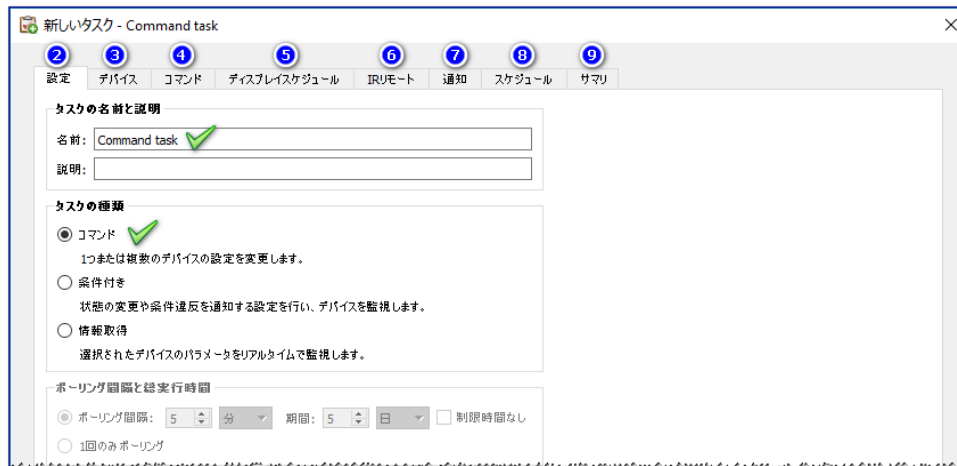 新しいタスク - Command task
2 3 4 5 6 7 8 9
設定 デバイス コマンド ディスプレイスケジュール IRリモート 通知 スケジュール サマリ
タスクの名前と説明
名前: Command task
説明:
タスクの種類
コマンド
1つまたは複数のデバイスの設定を変更します。
条件付き
状態の変更や条件違反を通知する設定を行い、デバイスを監視します。
情報取得
選択されたデバイスのパラメータをリアルタイムで監視します。
ポーリング間隔と総実行時間
ポーリング間隔: 5 分 期間: 5 日 制限時間なし
1回のみポーリング